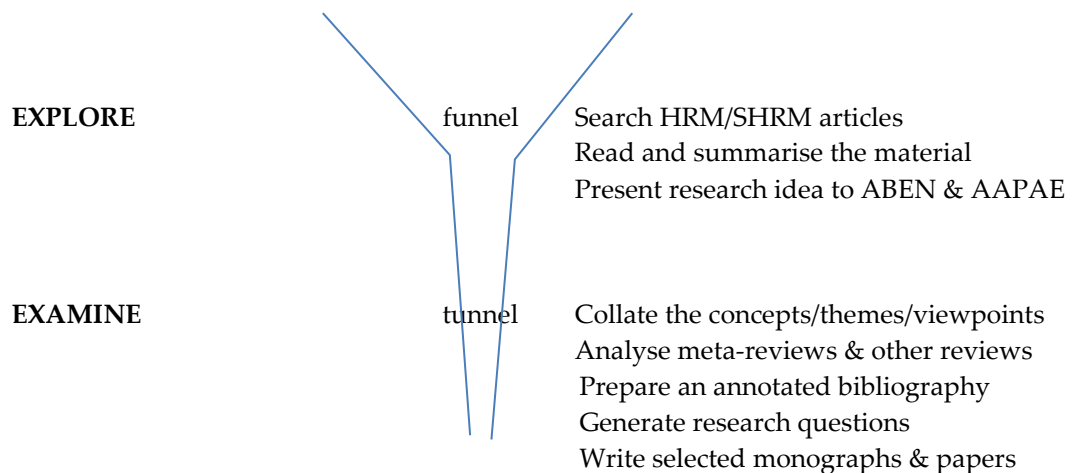 EXPLORE funnel Search HRM/SHRM articles
Read and summarise the material
Present research idea to ABEN & AAPAE
EXAMINE tunnel Collate the concepts/themes/viewpoints
Analyse meta-reviews & other reviews
Prepare an annotated bibliography
Generate research questions
Write selected monographs & papers